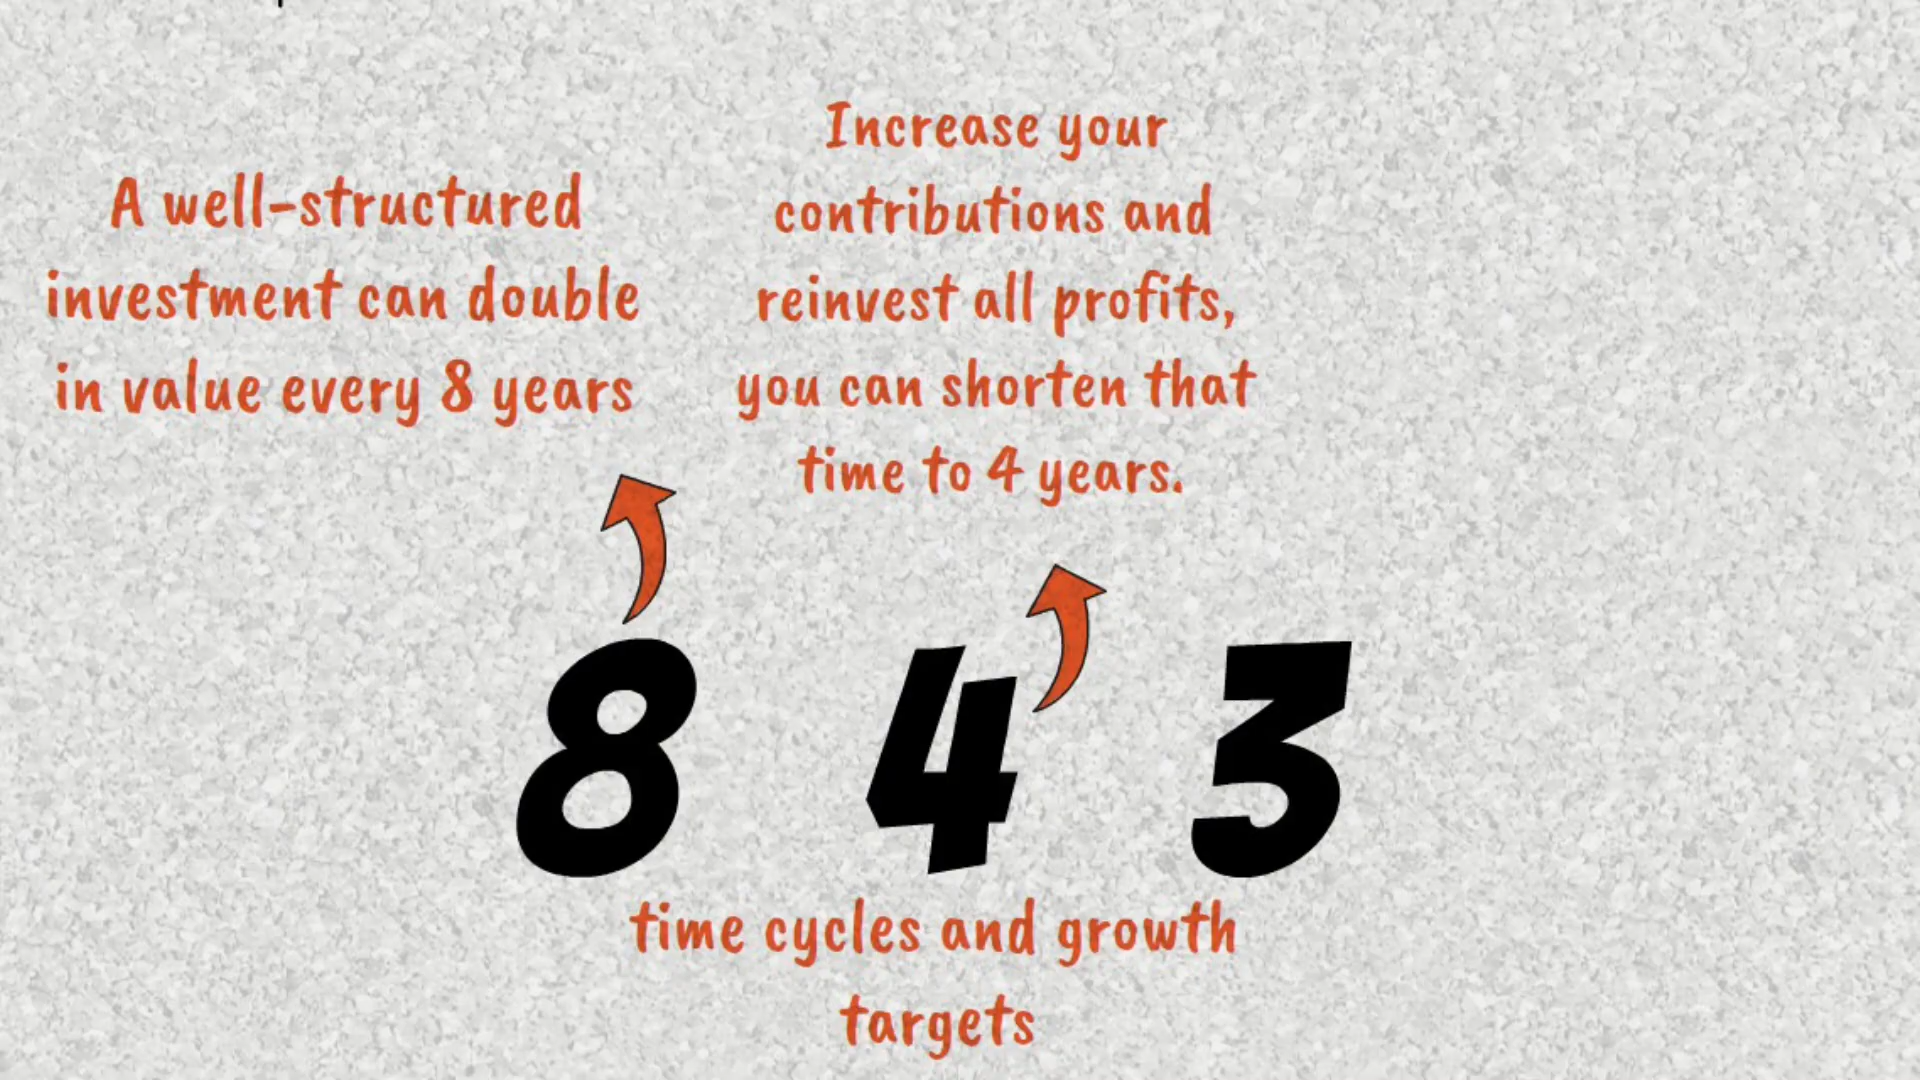 A well-structured
investment can double
in value every 8 years
Increase your
contributions and
reinvest all profits,
you can shorten that
time to 4 years.
8 4 3
time cycles and growth
targets